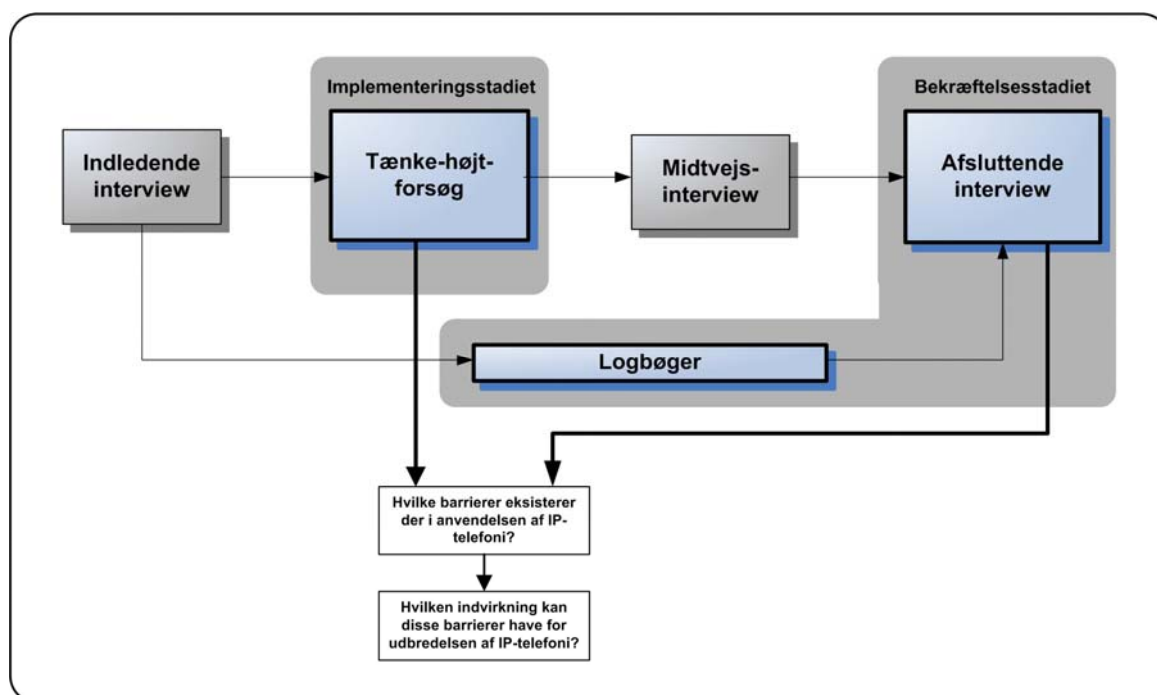 Implementeringsstadiet
Bekræftelsesstadiet
Indledende
interview
Tænke-højt-
forsøg
Midtvejs-
interview
Afsluttende
interview
Logbøger
Hvilke barrierer eksisterer
der i anvendelsen af IP-
telefoni?
Hvilken indvirkning kan
disse barrierer have for
udbredelsen af IP-telefoni?